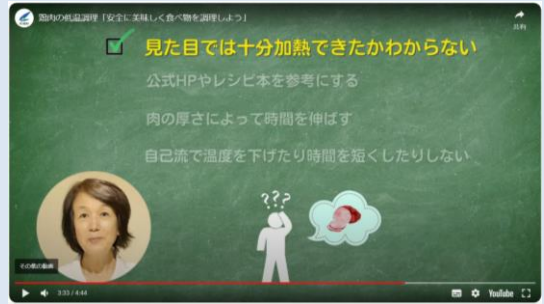 鶏肉の低温調理「安全に美味しく食べ物を調理しよう」
共有
見た目では十分加熱できたかわからない
公式HPやレシピ本を参考にする
肉の厚さによって時間を伸ばす
自己流で温度を下げたり時間を短くしたりしない
???
その他の動画
3:33 / 4:44
YouTube